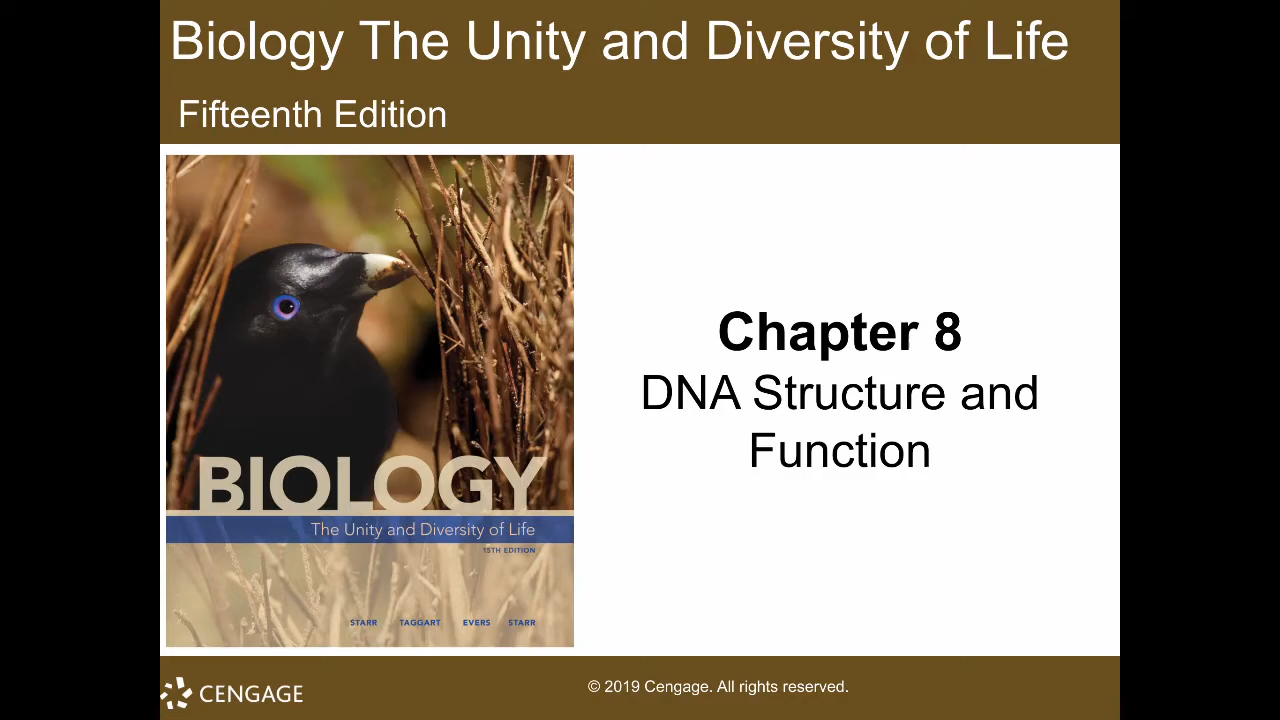 Biology The Unity and Diversity of Life
Fifteenth Edition
BIOLOGY
The Unity and Diversity of Life
15TH EDITION
STARR TAGGART EVERS STARR
Chapter 8
DNA Structure and
Function
CENGAGE
© 2019 Cengage. All rights reserved.